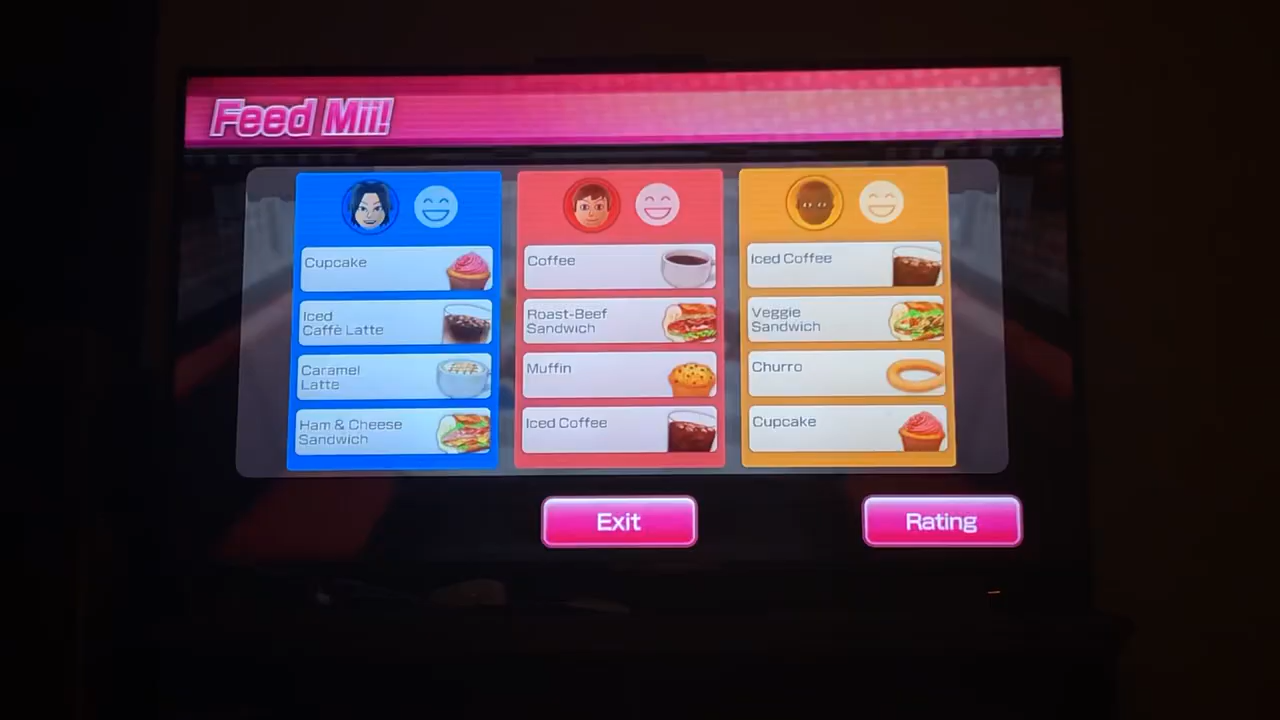 Feed Mii!
Cupcake
Iced
Caffè Latte
Caramel
Latte
Ham & Cheese
Sandwich
Coffee
Roast-Beef
Sandwich
Muffin
Iced Coffee
Iced Coffee
Veggie
Sandwich
Churro
Cupcake
Exit
Rating